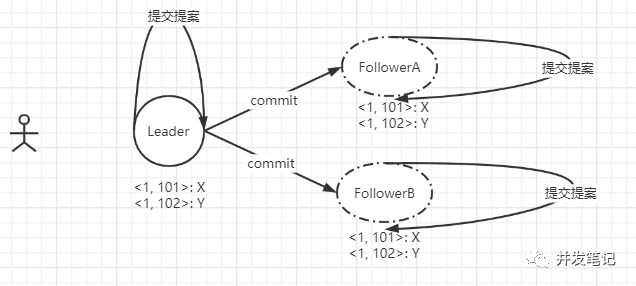 提交提案
FollowerA
提交提案
commit
<1, 101>: X
<1, 102>: Y
Leader
commit
<1, 101>: X
<1, 102>: Y
FollowerB
提交提案
<1, 101>: X
<1, 102>: Y
并发笔记